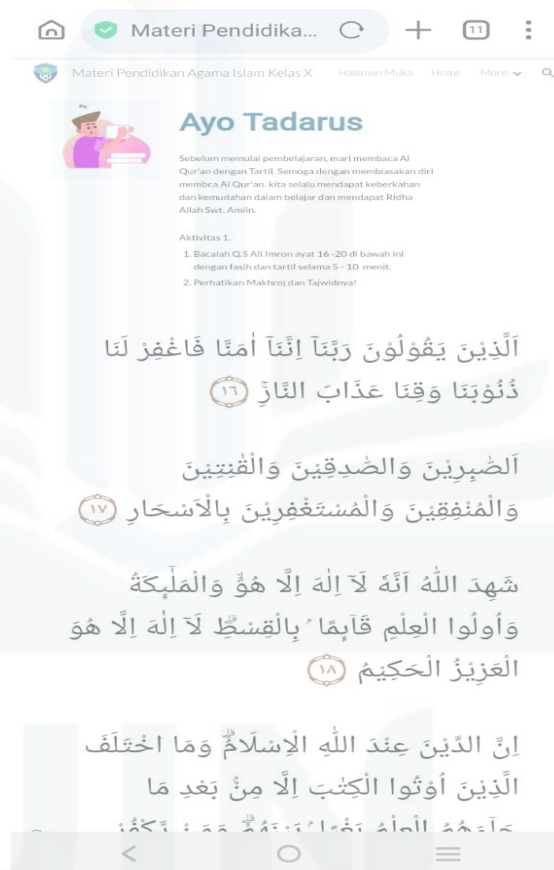 Materi Pendidika...
11
Materi Pendidikan Agama Islam Kelas X Halaman Muka Home More
Ayo Tadarus
Sebelum memulai pembelajaran, mari membaca Al
Qur'an dengan Tartil. Semoga dengan membiasakan diri
membca Al Qur'an, kita selalu mendapat keberkahan
dan kemudahan dalam belajar dan mendapat Ridha
Allah Swt. Amiin.
Aktivitas 1.
1. Bacalah Q.S Ali Imron ayat 16 -20 di bawah ini
dengan fasih dan tartil selama 5 - 10 menit.
2. Perhatikan Makhroj dan Tajwidnya!
اَلَّذِيْنَ يَقُوْلُوْنَ رَبَّنَآ اِنَّنَآ اٰمَنَّا فَاغْفِرْ لَنَا
ذُنُوْبَنَا وَقِنَا عَذَابَ النَّارِۚ ١٦
اَلصّٰبِرِيْنَ وَالصّٰدِقِيْنَ وَالْقٰنِتِيْنَ
وَالْمُنْفِقِيْنَ وَالْمُسْتَغْفِرِيْنَ بِالْاَسْحَارِ ١٧
شَهِدَ اللّٰهُ اَنَّهٗ لَآ اِلٰهَ اِلَّا هُوَۙ وَالْمَلٰۤىِٕكَةُ
وَاُولُوا الْعِلْمِ قَاۤىِٕمًاۢ بِالْقِسْطِۗ لَآ اِلٰهَ اِلَّا هُوَ
الْعَزِيْزُ الْحَكِيْمُ ١٨
اِنَّ الدِّيْنَ عِنْدَ اللّٰهِ الْاِسْلَامُۗ وَمَا اخْتَلَفَ
الَّذِيْنَ اُوْتُوا الْكِتٰبَ اِلَّا مِنْۢ بَعْدِ مَا